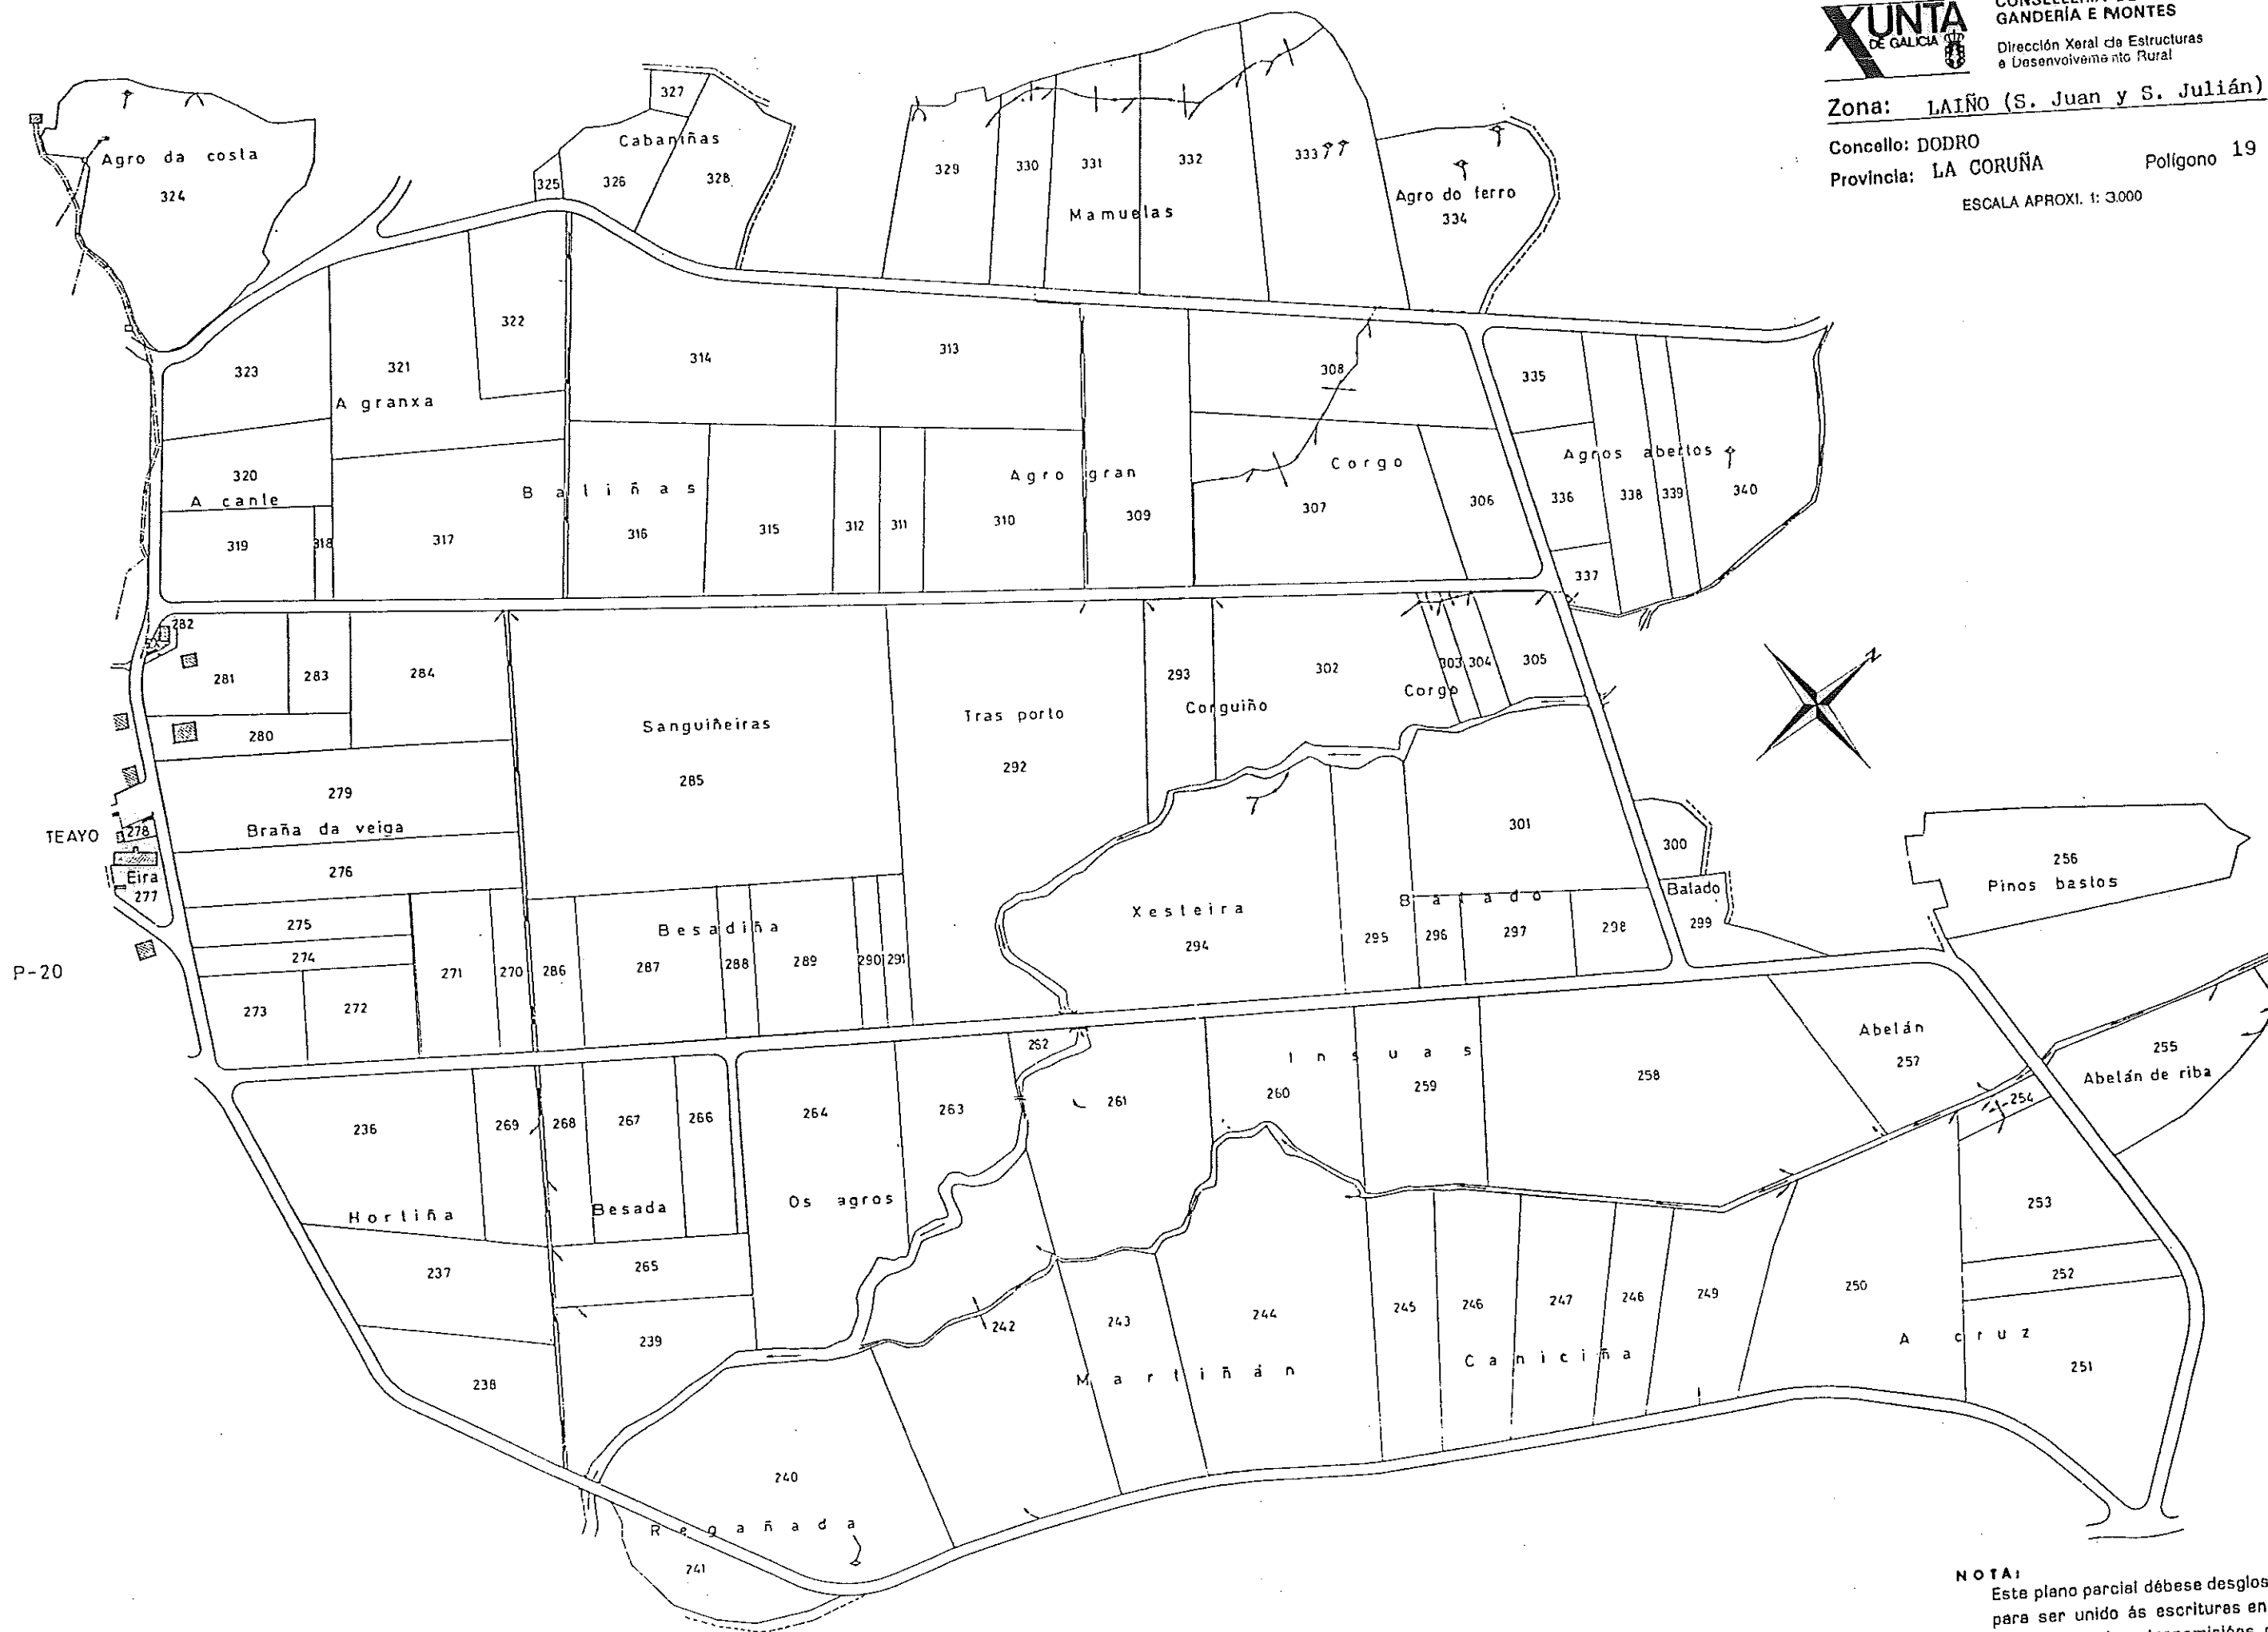 XUNTA
DE GALICIA
GANDERÍA E MONTES
Dirección Xeral de Estructuras
e Desenvolvemento Rural
Zona: LAIÑO (S. Juan y S. Julián)
Concello: DODRO
Provincia: LA CORUÑA
Polígono 19
ESCALA APROXI. 1: 3.000
327
Cabaniñas
325
326
328
Agro da costa
324
329
330
331
332
333
Mamuelas
Agro do ferro
334
323
321
322
314
313
308
335
A granxa
320
A canle
319
318
317
Baliñas
316
315
312
311
310
Agro gran
309
307
Corgo
306
336
Agros abertos
338
339
340
337
282
281
283
284
280
Sanguiñeiras
285
Tras porto
292
293
Corguiño
302
Corgo
303
304
305
N
279
Braña da veiga
276
TEAYO
278
Eira
277
P-20
275
274
273
272
271
270
286
Besadiña
287
288
289
290
291
Xesteira
294
301
Balado
295
296
297
298
300
Balado
299
256
Pinos bastos
236
269
268
267
266
264
263
262
261
Insuas
260
259
258
Abelán
257
255
Abelán de riba
254
Hortiña
Besada
Os agros
237
265
239
238
242
243
244
245
246
247
246
249
250
253
252
251
Martiñán
Caniciña
A cruz
240
Regañada
241
NOTA:
Este plano parcial débese desglos
para ser unido ás escrituras en